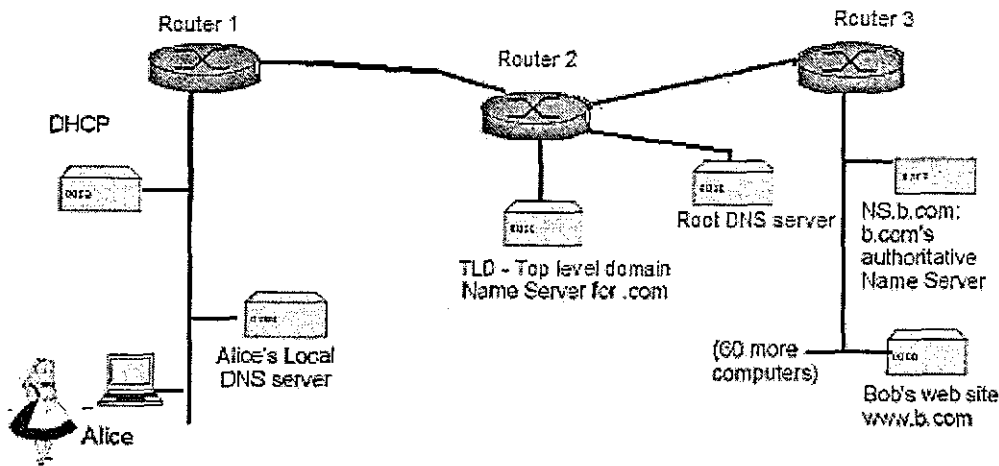 Router 1
Router 2
Router 3
DHCP
Root DNS server
NS.b.com:
b.com's
authoritative
Name Server
TLD - Top level domain
Name Server for .com
Alice's Local
DNS server
(60 more
computers)
Bob's web site
www.b.com
Alice